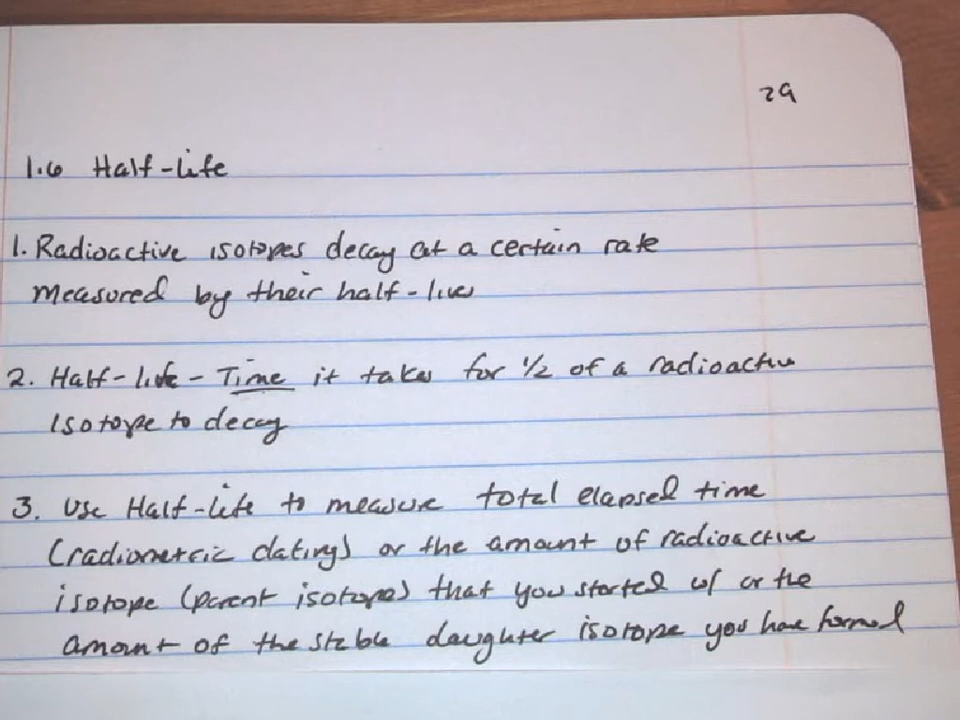 29
1.6 Half-life
1. Radioactive isotopes decay at a certain rate
measured by their half-lives
2. Half-life - Time it takes for 1/2 of a radioactive
isotope to decay
3. Use Half-life to measure total elapsed time
(radiometric dating) or the amount of radioactive
isotope (parent isotope) that you started w/ or the
amount of the stable daughter isotope you have formed